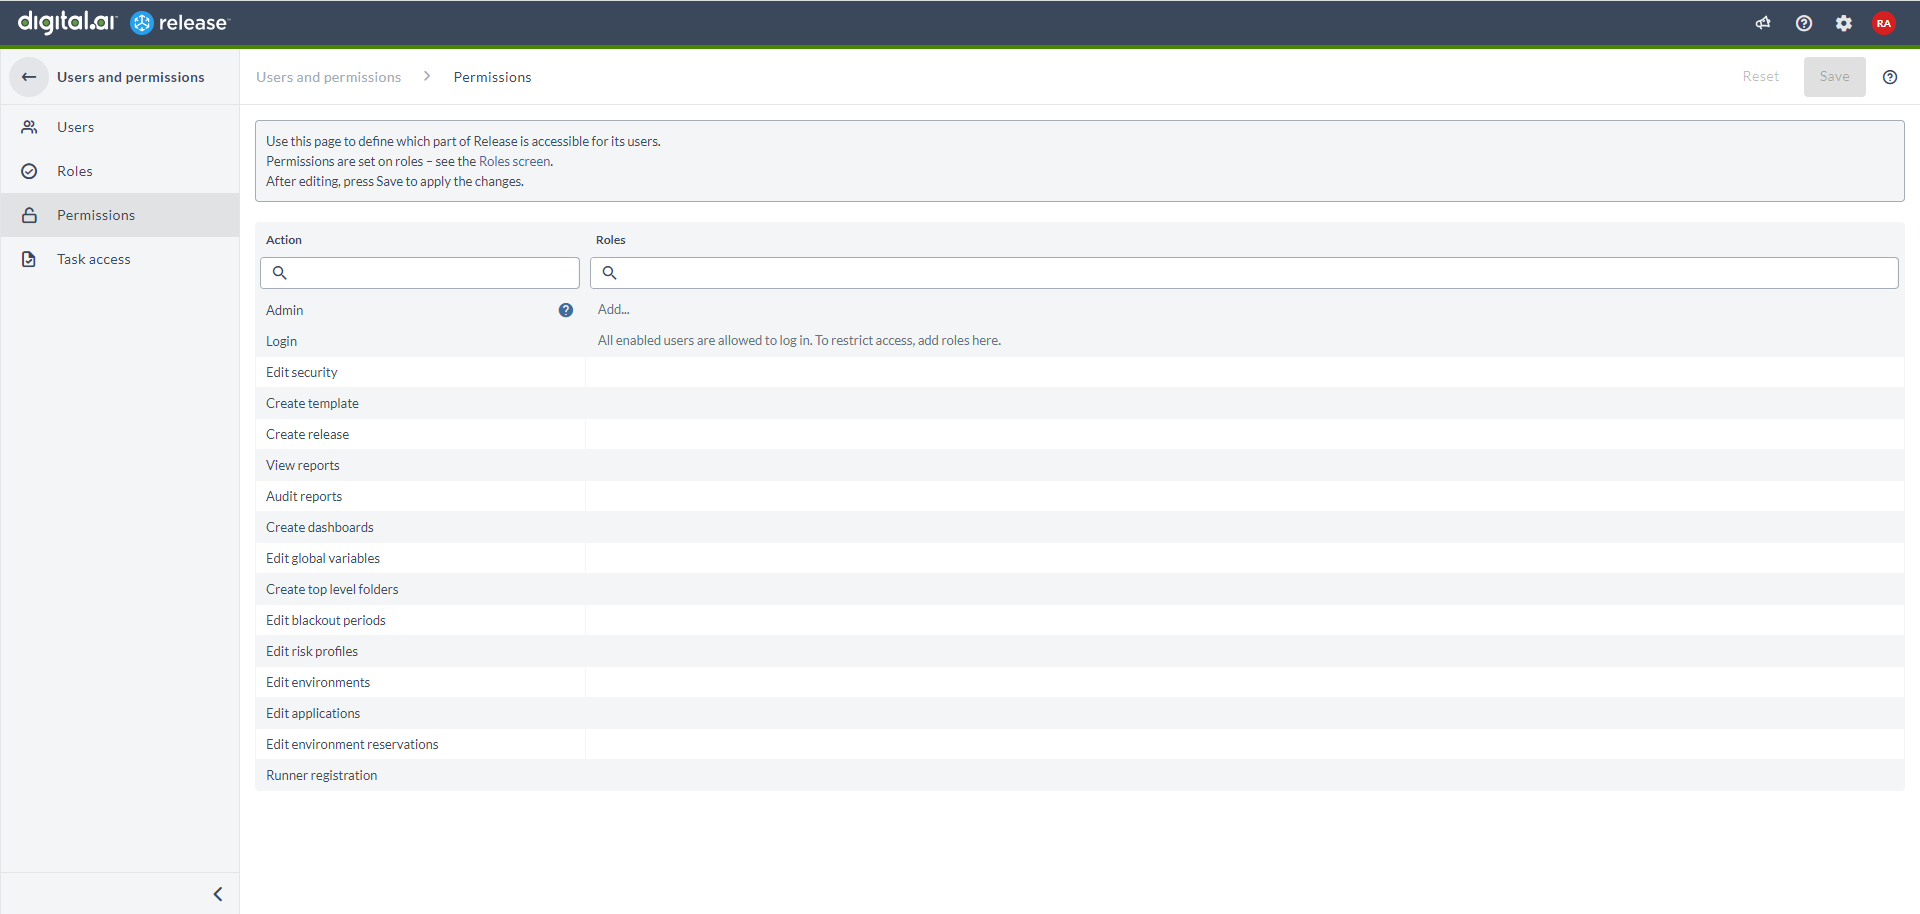 digital.ai release
RA
Users and permissions
Users and permissions > Permissions
Reset
Save
Users
Roles
Permissions
Task access
Use this page to define which part of Release is accessible for its users.
Permissions are set on roles – see the Roles screen.
After editing, press Save to apply the changes.
Action
Roles
Admin
Add...
Login
All enabled users are allowed to log in. To restrict access, add roles here.
Edit security
Create template
Create release
View reports
Audit reports
Create dashboards
Edit global variables
Create top level folders
Edit blackout periods
Edit risk profiles
Edit environments
Edit applications
Edit environment reservations
Runner registration